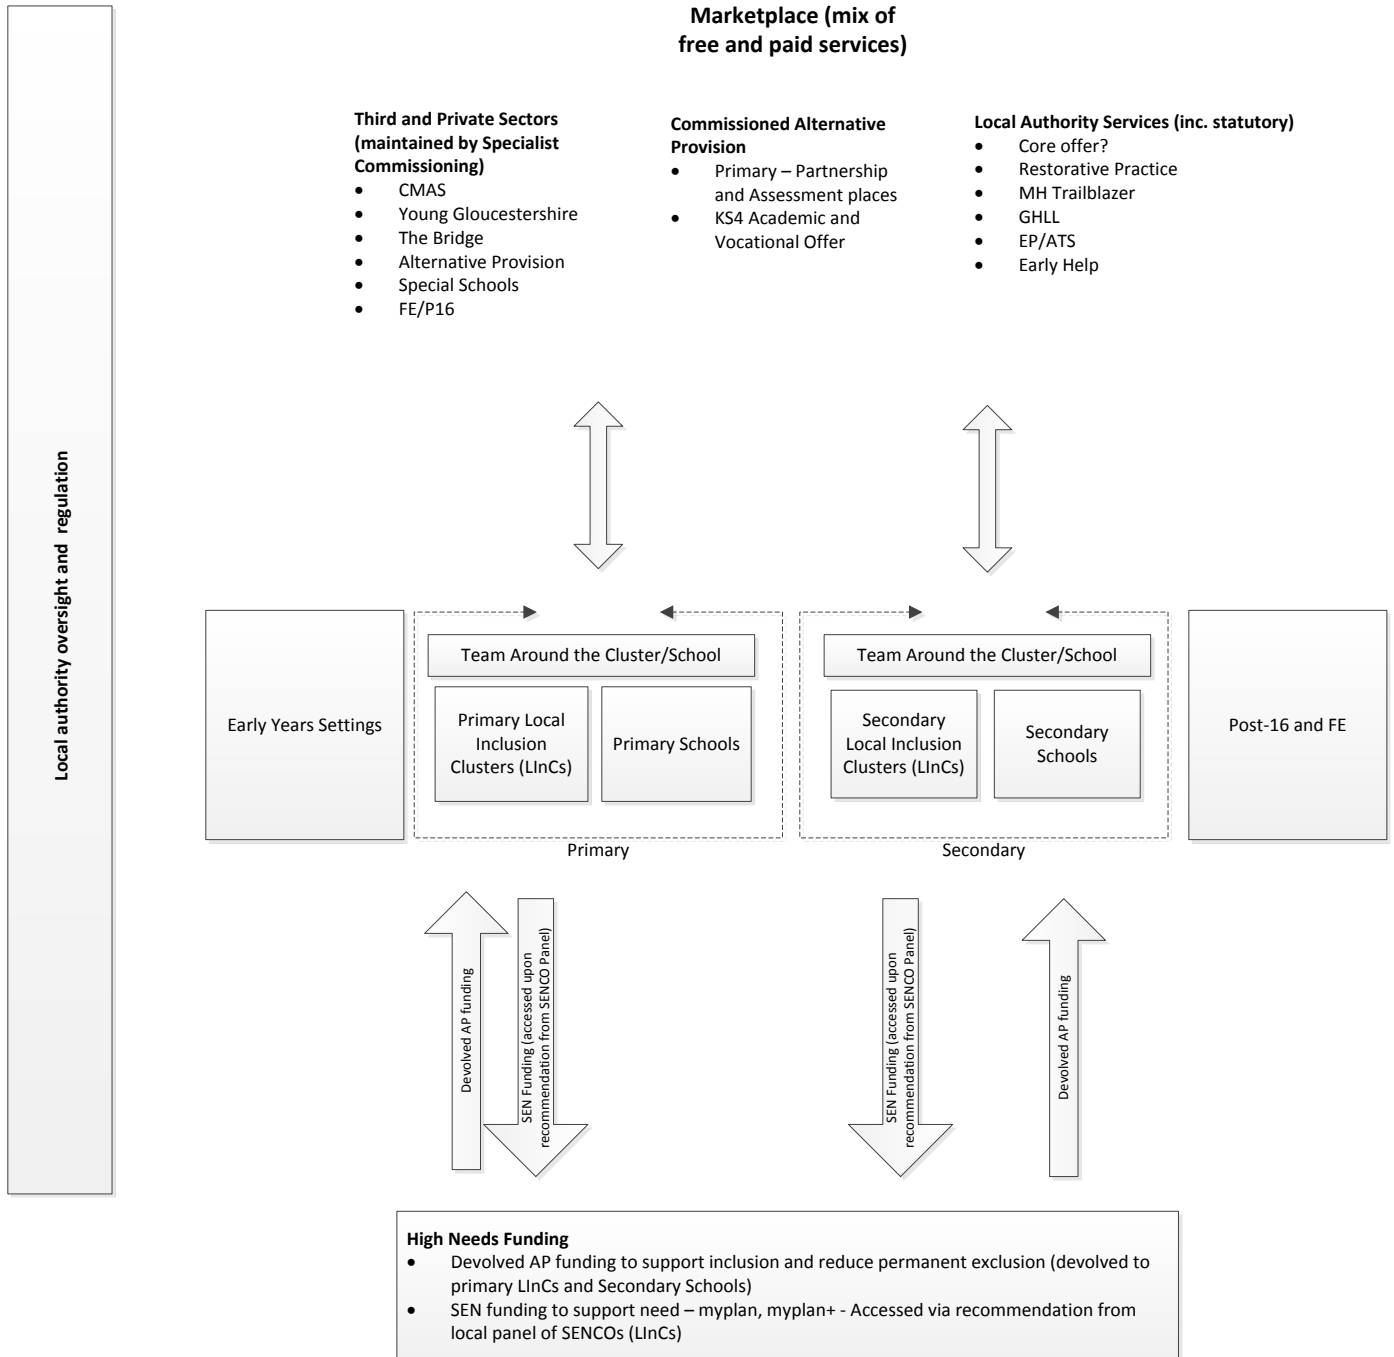 Marketplace (mix of
free and paid services)
Third and Private Sectors
(maintained by Specialist
Commissioning)
• CMAS
• Young Gloucestershire
• The Bridge
• Alternative Provision
• Special Schools
• FE/P16
Commissioned Alternative
Provision
• Primary – Partnership
and Assessment places
• KS4 Academic and
Vocational Offer
Local Authority Services (inc. statutory)
• Core offer?
• Restorative Practice
• MH Trailblazer
• GHLL
• EP/ATS
• Early Help
Local authority oversight and regulation
Early Years Settings
Team Around the Cluster/School
Primary Local
Inclusion
Clusters (LInCs)
Primary Schools
Primary
Team Around the Cluster/School
Secondary
Local Inclusion
Clusters (LInCs)
Secondary
Schools
Secondary
Post-16 and FE
Devolved AP funding
SEN Funding (accessed upon
recommendation from SENCO Panel)
SEN Funding (accessed upon
recommendation from SENCO Panel)
Devolved AP funding
High Needs Funding
• Devolved AP funding to support inclusion and reduce permanent exclusion (devolved to
primary LInCs and Secondary Schools)
• SEN funding to support need – myplan, myplan+ - Accessed via recommendation from
local panel of SENCOs (LInCs)